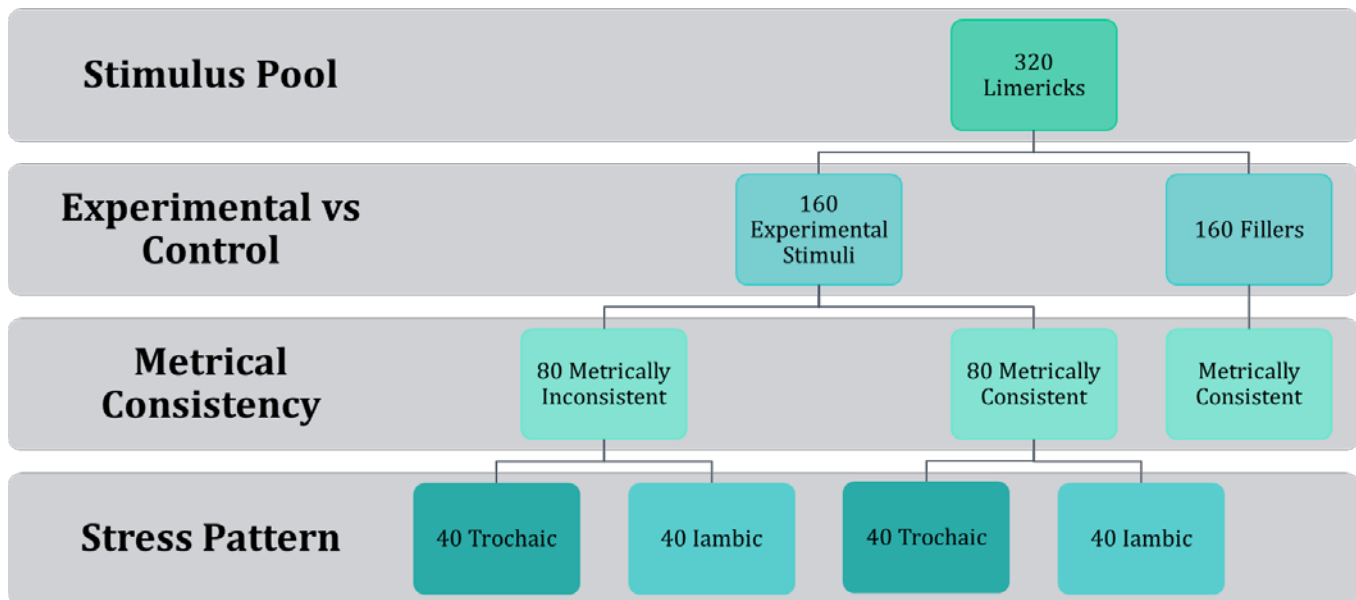 Stimulus Pool
320
Limericks
Experimental vs
Control
160
Experimental
Stimuli
160 Fillers
Metrical
Consistency
80 Metrically
Inconsistent
80 Metrically
Consistent
Metrically
Consistent
Stress Pattern
40 Trochaic
40 Iambic
40 Trochaic
40 Iambic